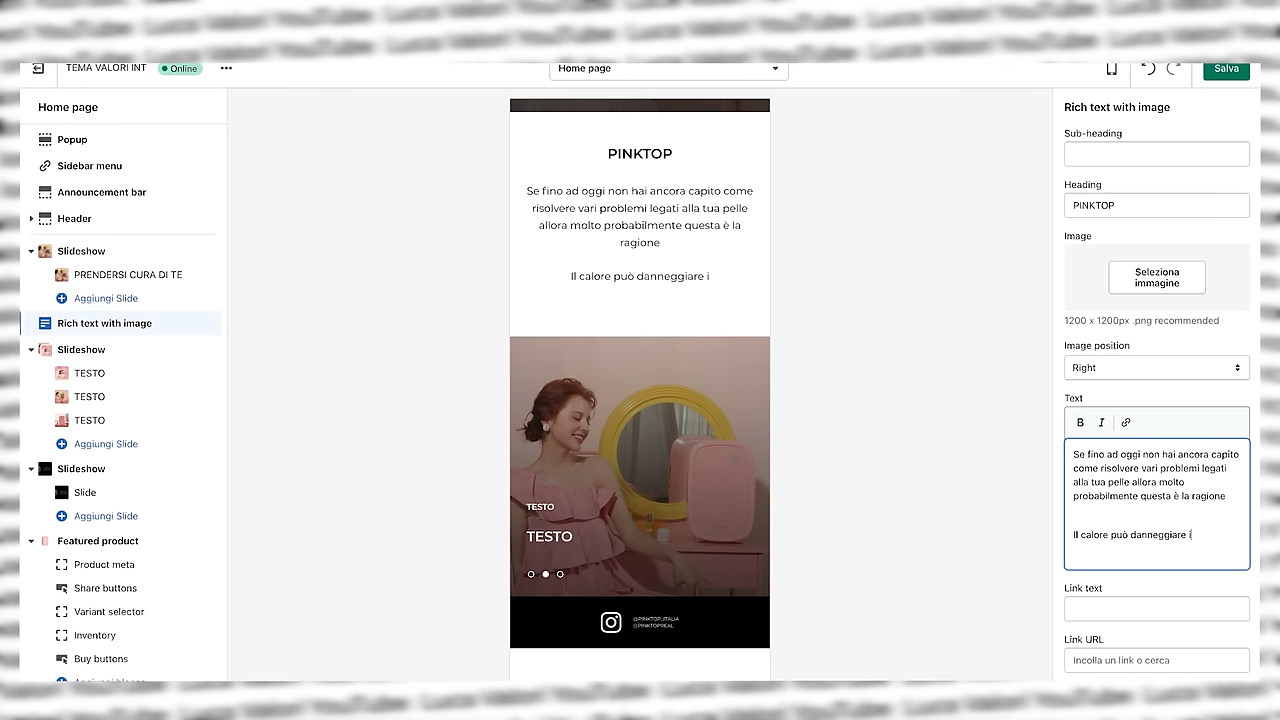 Luca Valori YouTube
TEMA VALORI INT
Online
Home page
Salva
Home page
Popup
Sidebar menu
Announcement bar
Header
Slideshow
PRENDERSI CURA DI TE
Aggiungi Slide
Rich text with image
Slideshow
TESTO
TESTO
TESTO
Aggiungi Slide
Slideshow
Slide
Aggiungi Slide
Featured product
Product meta
Share buttons
Variant selector
Inventory
Buy buttons
PINKTOP
Se fino ad oggi non hai ancora capito come
risolvere vari problemi legati alla tua pelle
allora molto probabilmente questa è la
ragione
Il calore può danneggiare i
TESTO
TESTO
@PINKTOP.ITALIA
@PINKTOPREAL
Rich text with image
Sub-heading
Heading
PINKTOP
Image
Seleziona
immagine
1200 x 1200px .png recommended
Image position
Right
Text
B I
Se fino ad oggi non hai ancora capito
come risolvere vari problemi legati
alla tua pelle allora molto
probabilmente questa è la ragione
Il calore può danneggiare i
Link text
Link URL
Incolla un link o cerca